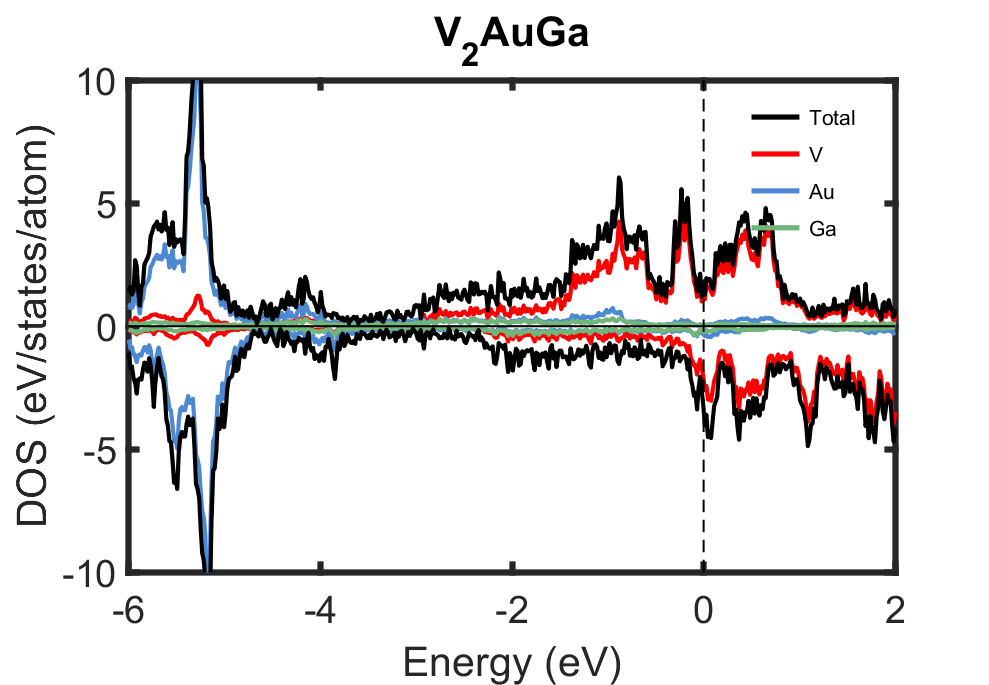 V₂AuGa
DOS (eV/states/atom)
10
5
0
-5
-10
Total
V
Au
Ga
-6
-4
-2
0
2
Energy (eV)